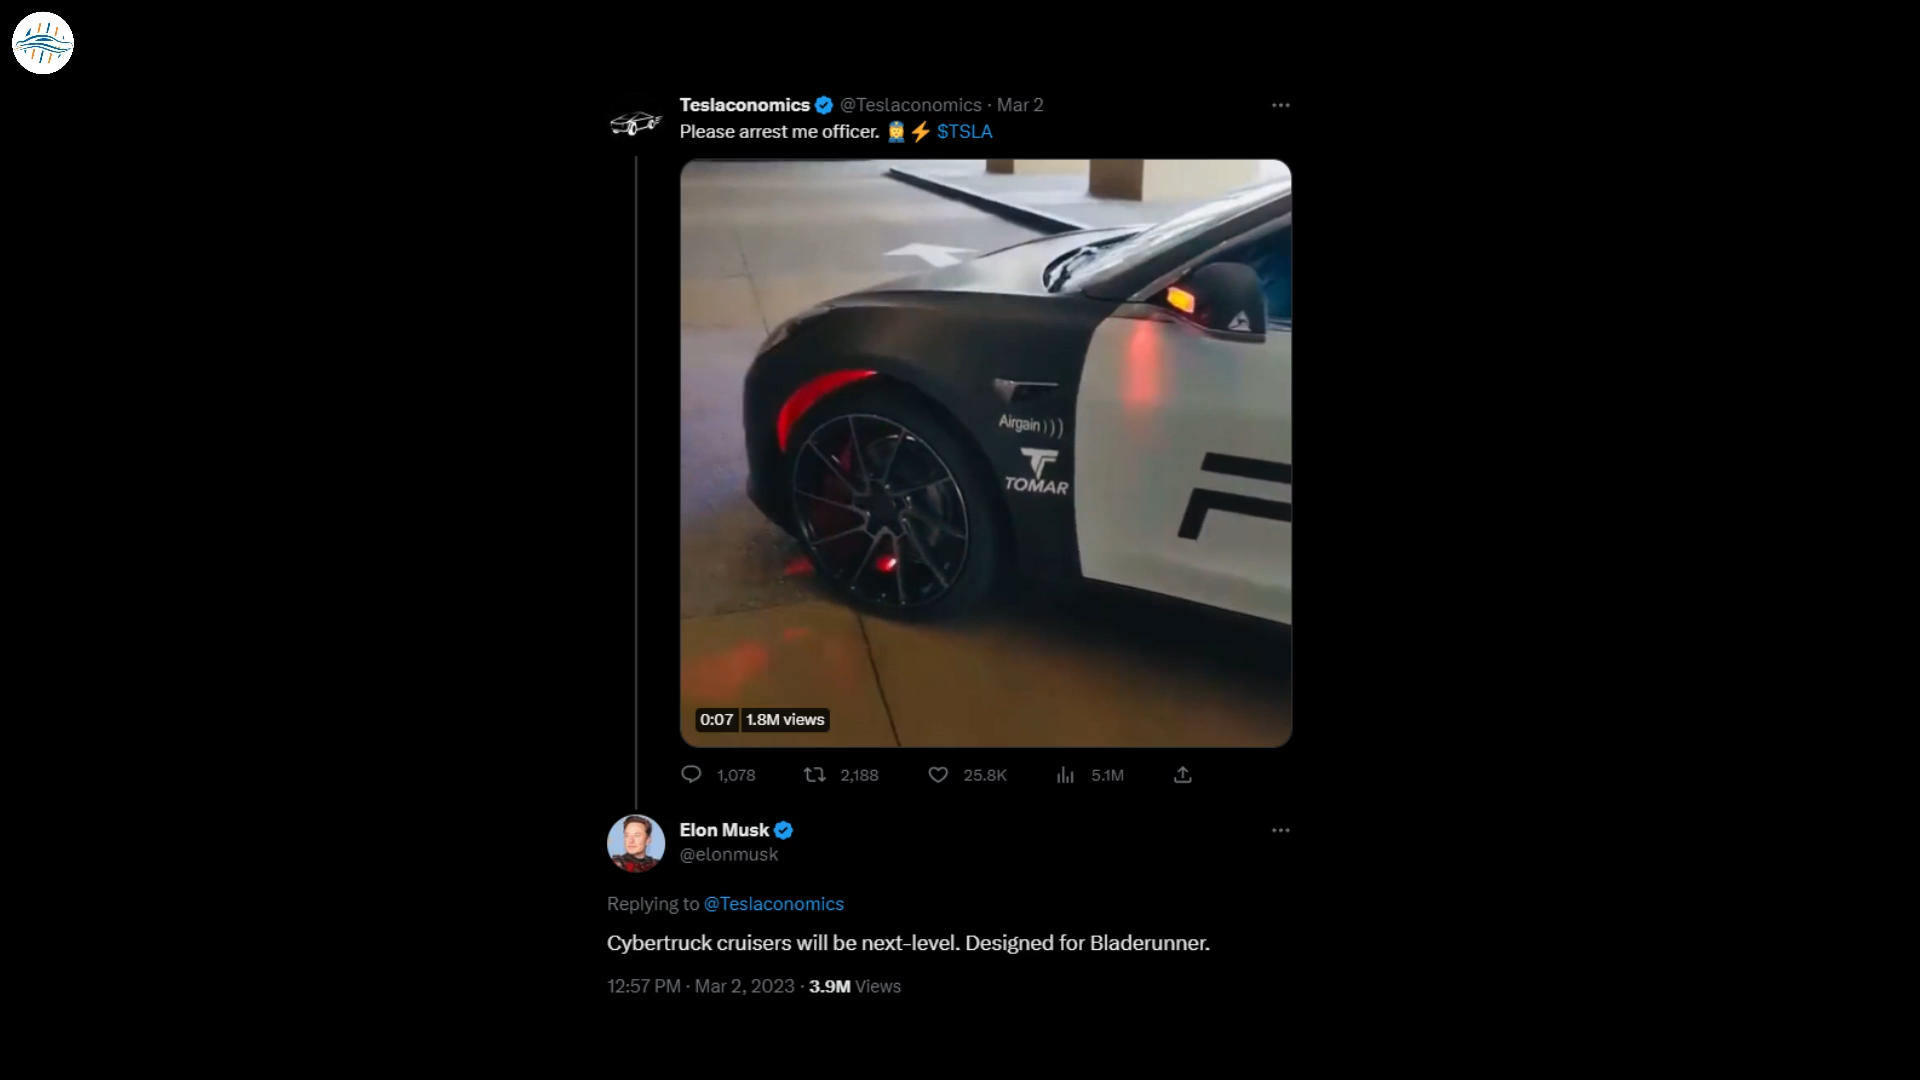 Teslaconomics @Teslaconomics · Mar 2
Please arrest me officer. 👮⚡ $TSLA
Airgain)))
TOMAR
0:07 1.8M views
1,078 2,188 25.8K 5.1M
Elon Musk
@elonmusk
Replying to @Teslaconomics
Cybertruck cruisers will be next-level. Designed for Bladerunner.
12:57 PM · Mar 2, 2023 · 3.9M Views